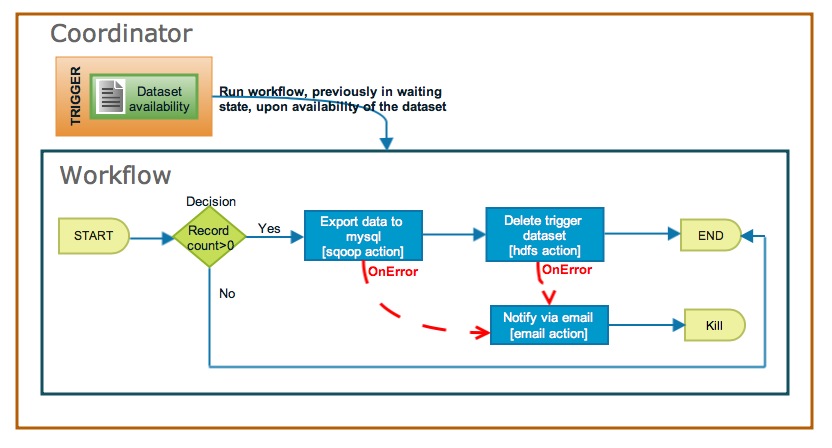 Coordinator
TRIGGER
Dataset
availability
Run workflow, previously in waiting
state, upon availability of the dataset
Workflow
START
Decision
Record
count>0
Yes
No
Export data to
mysql
[sqoop action]
OnError
Delete trigger
dataset
[hdfs action]
OnError
END
Notify via email
[email action]
Kill